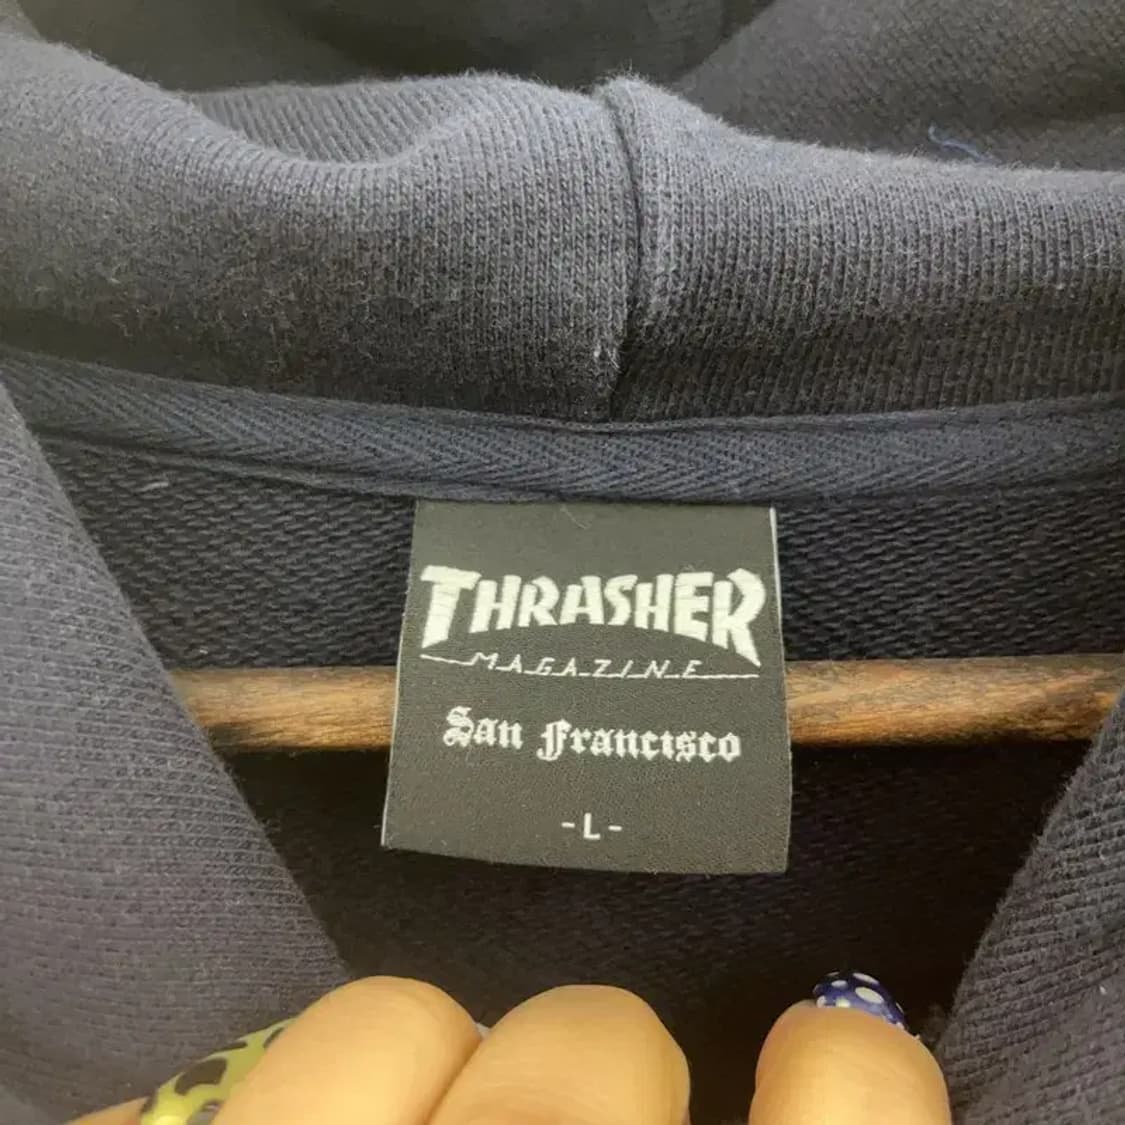 THRASHER
MAGAZINE
San Francisco
-L-